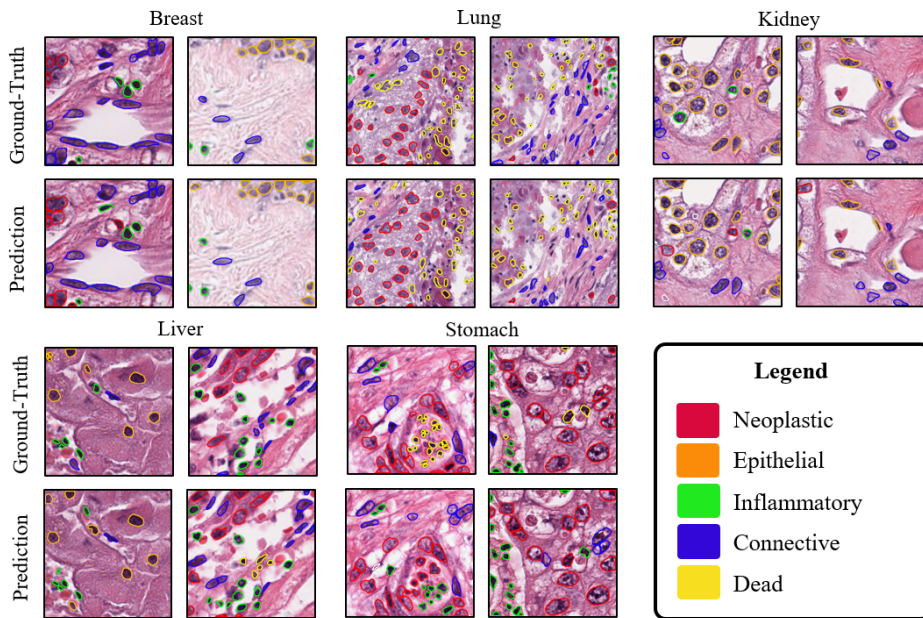 Breast
Lung
Kidney
Ground-Truth
Prediction
Liver
Stomach
Ground-Truth
Prediction
Legend
Neoplastic
Epithelial
Inflammatory
Connective
Dead